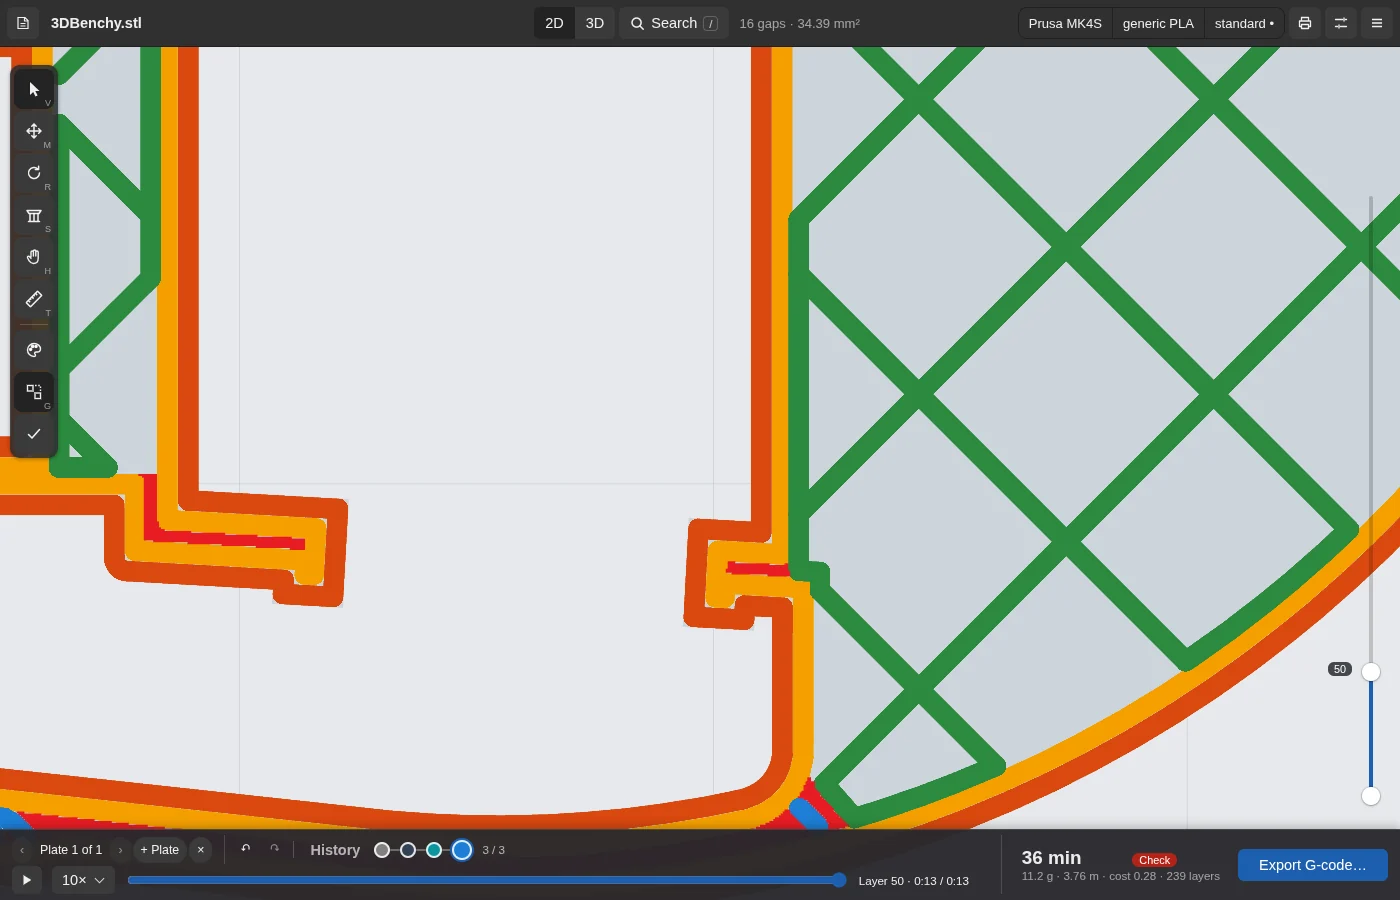 3DBenchy.stl
2D 3D Search / 16 gaps · 34.39 mm²
Prusa MK4S generic PLA standard •
V
M
R
S
H
T
G
50
‹ Plate 1 of 1 › + Plate × History 3 / 3
10× Layer 50 · 0:13 / 0:13
36 min Check
11.2 g · 3.76 m · cost 0.28 · 239 layers
Export G-code…